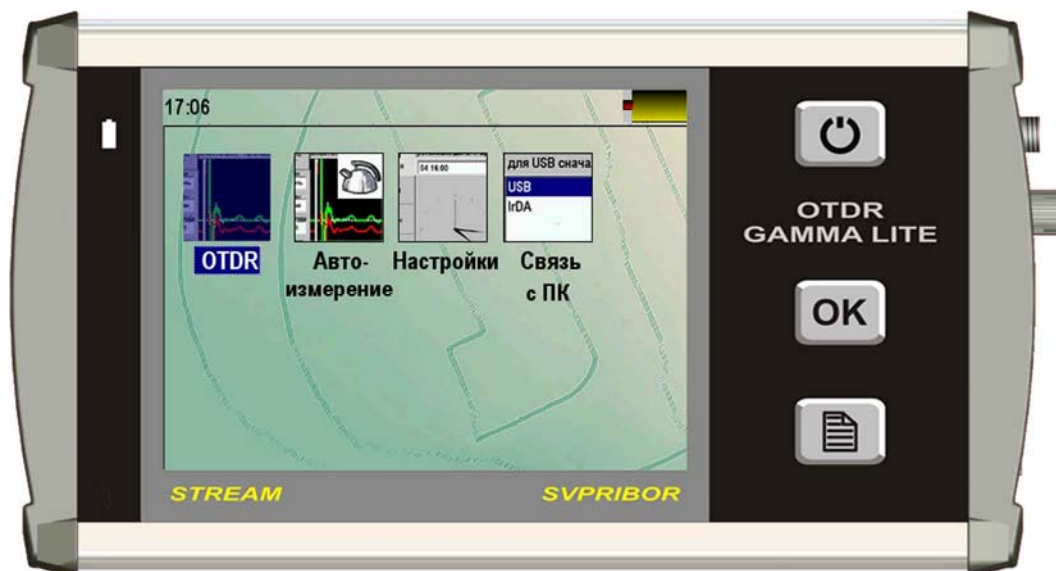 17:06
04 16:00
для USB снача
USB
IrDA
OTDR
Авто-
измерение
Настройки
Связь
с ПК
OTDR
GAMMA LITE
OK
STREAM
SVPRIBOR